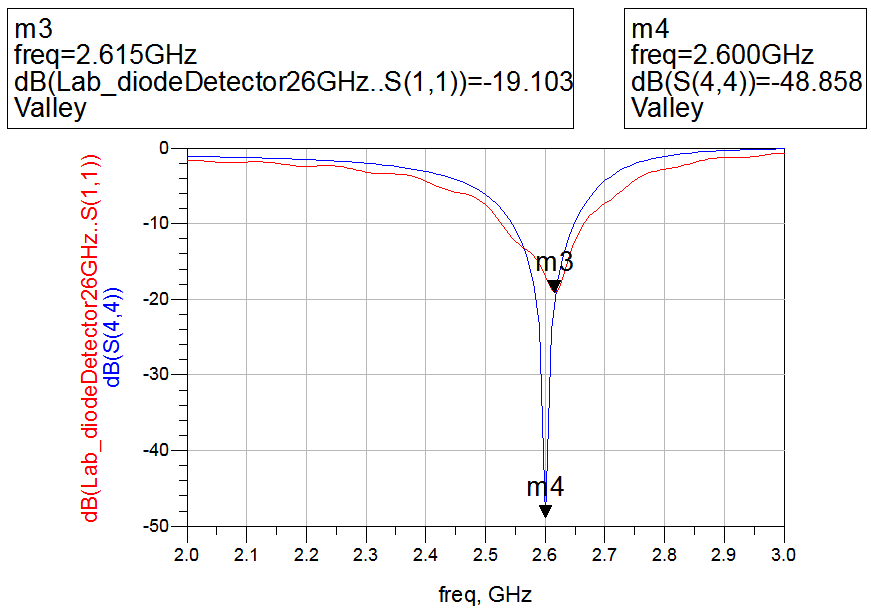 m3
freq=2.615GHz
dB(Lab_diodeDetector26GHz..S(1,1))=-19.103
Valley
m4
freq=2.600GHz
dB(S(4,4))=-48.858
Valley
dB(Lab_diodeDetector26GHz..S(1,1))
dB(S(4,4))
0
-10
-20
-30
-40
-50
m3
m4
2.0 2.1 2.2 2.3 2.4 2.5 2.6 2.7 2.8 2.9 3.0
freq, GHz